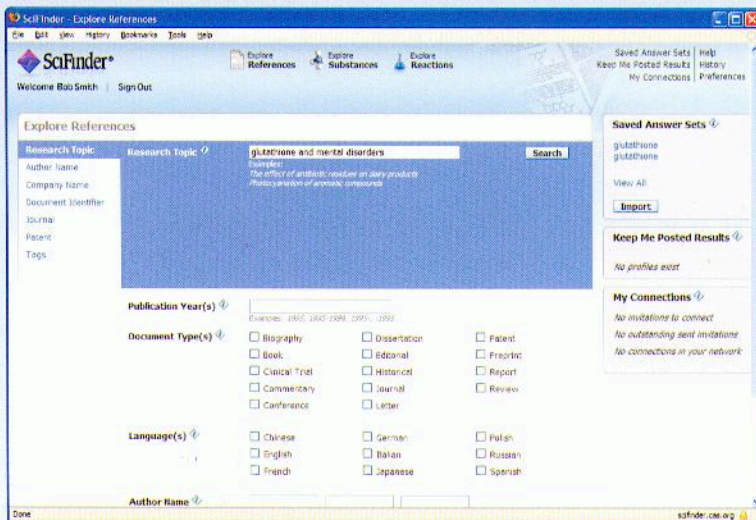 SciFinder - Explore References
File Edit View History Bookmarks Tools Help
SciFinder®
Explore References
Explore Substances
Explore Reactions
Saved Answer Sets | Help
Keep Me Posted Results | History
My Connections | Preferences
Welcome Bob Smith | Sign Out
Explore References
Research Topic
Author Name
Company Name
Document Identifier
Journal
Patent
Tags
Research Topic
glutathione and mental disorders
Search
Examples:
The effect of antibiotic residues on dairy products
Photocyanation of aromatic compounds
Publication Year(s)
Examples: 1995, 1995-1999, 1995-, -1995
Document Type(s)
Biography Dissertation Patent
Book Editorial Preprint
Clinical Trial Historical Report
Commentary Journal Review
Conference Letter
Language(s)
Chinese German Polish
English Italian Russian
French Japanese Spanish
Author Name
Saved Answer Sets
glutathione
glutathione
View All
Import
Keep Me Posted Results
No profiles exist
My Connections
No invitations to connect
No outstanding sent invitations
No connections in your network
Done
scifinder.cas.org